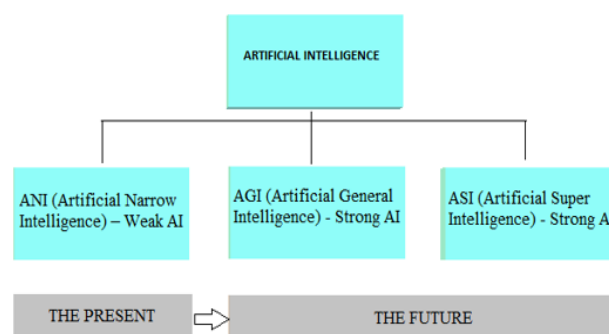 ARTIFICIAL INTELLIGENCE
ANI (Artificial Narrow
Intelligence) – Weak AI
AGI (Artificial General
Intelligence) - Strong AI
ASI (Artificial Super
Intelligence) - Strong A
THE PRESENT
THE FUTURE